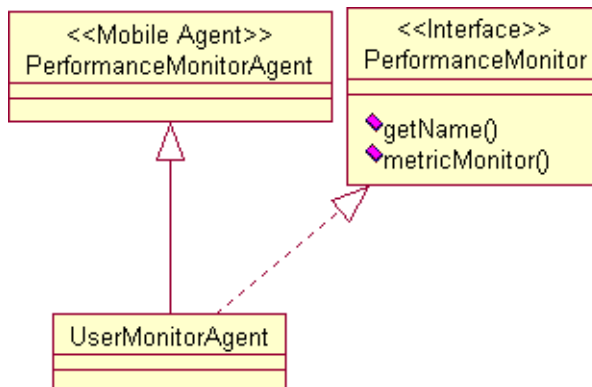 <<Mobile Agent>>
PerformanceMonitorAgent
<<Interface>>
PerformanceMonitor
getName()
metricMonitor()
UserMonitorAgent